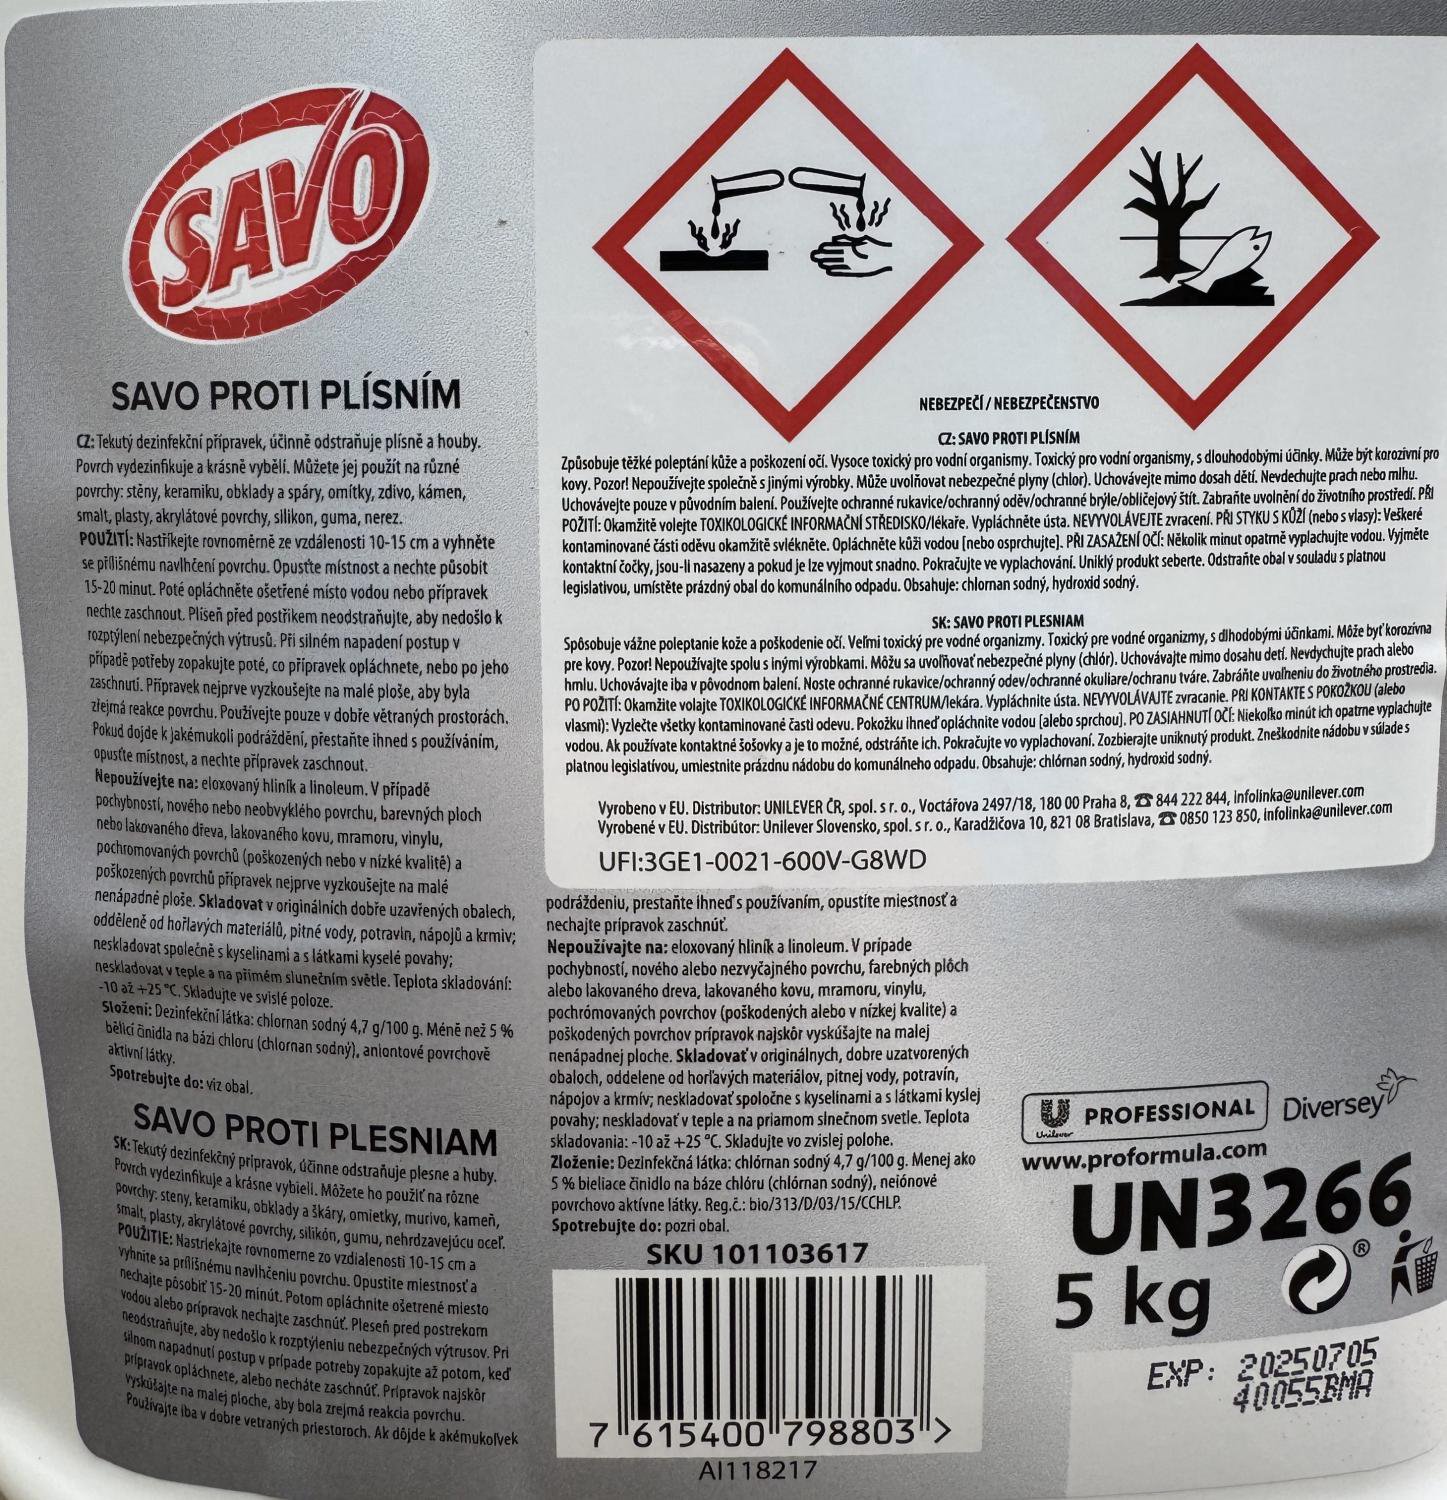 SAVO
SAVO PROTI PLÍSNÍM
CZ: Tekutý dezinfekční přípravek, účinně odstraňuje plísně a houby.
Povrch vydezinfikuje a krásně vybělí. Můžete jej použít na různé
povrchy: stěny, keramiku, obklady a spáry, omítky, zdivo, kámen,
smalt, plasty, akrylátové povrchy, silikon, guma, nerez.
POUŽITÍ: Nastříkejte rovnoměrně ze vzdálenosti 10-15 cm a vyhněte
se přílišnému navlhčení povrchu. Opusťte místnost a nechte působit
15-20 minut. Poté opláchněte ošetřené místo vodou nebo přípravek
nechte zaschnout. Plíseň před postřikem neodstraňujte, aby nedošlo k
rozptýlení nebezpečných výtrusů. Při silném napadení postup v
případě potřeby zopakujte poté, co přípravek opláchnete, nebo po jeho
zaschnutí. Přípravek nejprve vyzkoušejte na malé ploše, aby byla
zřejmá reakce povrchu. Používejte pouze v dobře větraných prostorách.
Pokud dojde k jakémukoli podráždění, přestaňte ihned s používáním,
opusťte místnost, a nechte přípravek zaschnout.
Nepoužívejte na: eloxovaný hliník a linoleum. V případě
pochybností, nového nebo neobvyklého povrchu, barevných ploch
nebo lakovaného dřeva, lakovaného kovu, mramoru, vinylu,
pochromovaných povrchů (poškozených nebo v nízké kvalitě) a
poškozených povrchů přípravek nejprve vyzkoušejte na malé
nenápadné ploše. Skladovat v originálních dobře uzavřených obalech,
odděleně od hořlavých materiálů, pitné vody, potravin, nápojů a krmiv;
neskladovat společně s kyselinami a s látkami kyselé povahy;
neskladovat v teple a na přímém slunečním světle. Teplota skladování:
-10 až +25 °C. Skladujte ve svislé poloze.
Složení: Dezinfekční látka: chlornan sodný 4,7 g/100 g. Méně než 5 %
bělící činidla na bázi chloru (chlornan sodný), aniontové povrchově
aktivní látky.
Spotrebujte do: viz obal.
SAVO PROTI PLESNIAM
SK: Tekutý dezinfekčný prípravok, účinne odstraňuje plesne a huby.
Povrch vydezinfikuje a krásne vybieli. Môžete ho použiť na rôzne
povrchy: steny, keramiku, obklady a škáry, omietky, murivo, kameň,
smalt, plasty, akrylátové povrchy, silikón, gumu, nehrdzavejúcu oceľ.
POUŽITIE: Nastriekajte rovnomerne zo vzdialenosti 10-15 cm a
vyhnite sa prílišnému navlhčeniu povrchu. Opustite miestnosť a
nechajte pôsobiť 15-20 minút. Potom opláchnite ošetrené miesto
vodou alebo prípravok nechajte zaschnúť. Pleseň pred postrekom
neodstraňujte, aby nedošlo k rozptýleniu nebezpečných výtrusov. Pri
silnom napadnutí postup v prípade potreby zopakujte až potom, keď
prípravok opláchnete, alebo necháte zaschnúť. Prípravok najskôr
vyskúšajte na malej ploche, aby bola zrejmá reakcia povrchu.
Používajte iba v dobre vetraných priestoroch. Ak dôjde k akémukoľvek
NEBEZPEČÍ / NEBEZPEČENSTVO
CZ: SAVO PROTI PLÍSNÍM
Způsobuje těžké poleptání kůže a poškození očí. Vysoce toxický pro vodní organismy. Toxický pro vodní organismy, s dlouhodobými účinky. Může být korozivní pro
kovy. Pozor! Nepoužívejte společně s jinými výrobky. Může uvolňovat nebezpečné plyny (chlor). Uchovávejte mimo dosah dětí. Nevdechujte prach nebo mlhu.
Uchovávejte pouze v původním balení. Používejte ochranné rukavice/ochranný oděv/ochranné brýle/obličejový štít. Zabraňte uvolnění do životního prostředí. PŘI
POŽITÍ: Okamžitě volejte TOXIKOLOGICKÉ INFORMAČNÍ STŘEDISKO/lékaře. Vypláchněte ústa. NEVYVOLÁVEJTE zvracení. PŘI STYKU S KŮŽÍ (nebo s vlasy): Veškeré
kontaminované části oděvu okamžitě svlékněte. Opláchněte kůži vodou [nebo osprchujte]. PŘI ZASAŽENÍ OČÍ: Několik minut opatrně vyplachujte vodou. Vyjměte
kontaktní čočky, jsou-li nasazeny a pokud je lze vyjmout snadno. Pokračujte ve vyplachování. Uniklý produkt seberte. Odstraňte obal v souladu s platnou
legislativou, umístěte prázdný obal do komunálního odpadu. Obsahuje: chlornan sodný, hydroxid sodný.
SK: SAVO PROTI PLESNIAM
Spôsobuje vážne poleptanie kože a poškodenie očí. Veľmi toxický pre vodné organizmy. Toxický pre vodné organizmy, s dlhodobými účinkami. Môže byť korozívna
pre kovy. Pozor! Nepoužívajte spolu s inými výrobkami. Môžu sa uvoľňovať nebezpečné plyny (chlór). Uchovávajte mimo dosahu detí. Nevdychujte prach alebo
hmlu. Uchovávajte iba v pôvodnom balení. Noste ochranné rukavice/ochranný odev/ochranné okuliare/ochranu tváre. Zabráňte uvoľneniu do životného prostredia.
PO POŽITÍ: Okamžite volajte TOXIKOLOGICKÉ INFORMAČNÉ CENTRUM/lekára. Vypláchnite ústa. NEVYVOLÁVAJTE zvracanie. PRI KONTAKTE S POKOŽKOU (alebo
vlasmi): Vyzlečte všetky kontaminované časti odevu. Pokožku ihneď opláchnite vodou [alebo sprchou]. PO ZASIAHNUTÍ OČÍ: Niekoľko minút ich opatrne vyplachujte
vodou. Ak používate kontaktné šošovky a je to možné, odstráňte ich. Pokračujte vo vyplachovaní. Zozbierajte uniknutý produkt. Zneškodnite nádobu v súlade s
platnou legislatívou, umiestnite prázdnu nádobu do komunálneho odpadu. Obsahuje: chlórnan sodný, hydroxid sodný.
Vyrobeno v EU. Distributor: UNILEVER ČR, spol. s r. o., Voctářova 2497/18, 180 00 Praha 8, ☎ 844 222 844, infolinka@unilever.com
Vyrobené v EU. Distribútor: Unilever Slovensko, spol. s r. o., Karadžičova 10, 821 08 Bratislava, ☎ 0850 123 850, infolinka@unilever.com
UFI:3GE1-0021-600V-G8WD
podráždeniu, prestaňte ihneď s používaním, opustite miestnosť a
nechajte prípravok zaschnúť.
Nepoužívajte na: eloxovaný hliník a linoleum. V prípade
pochybností, nového alebo nezvyčajného povrchu, farebných plôch
alebo lakovaného dreva, lakovaného kovu, mramoru, vinylu,
pochrómovaných povrchov (poškodených alebo v nízkej kvalite) a
poškodených povrchov prípravok najskôr vyskúšajte na malej
nenápadnej ploche. Skladovať v originálnych, dobre uzatvorených
obaloch, oddelene od horľavých materiálov, pitnej vody, potravín,
nápojov a krmív; neskladovať spoločne s kyselinami a s látkami kyslej
povahy; neskladovať v teple a na priamom slnečnom svetle. Teplota
skladovania: -10 až +25 °C. Skladujte vo zvislej polohe.
Zloženie: Dezinfekčná látka: chlórnan sodný 4,7 g/100 g. Menej ako
5 % bieliace činidlo na báze chlóru (chlórnan sodný), neiónové
povrchovo aktívne látky. Reg.č.: bio/313/D/03/15/CCHLP.
Spotrebujte do: pozri obal.
SKU 101103617
7 615400 798803 >
AI118217
Unilever PROFESSIONAL Diversey
www.proformula.com
UN3266
5 kg ®
EXP: 20250705
40055BMA